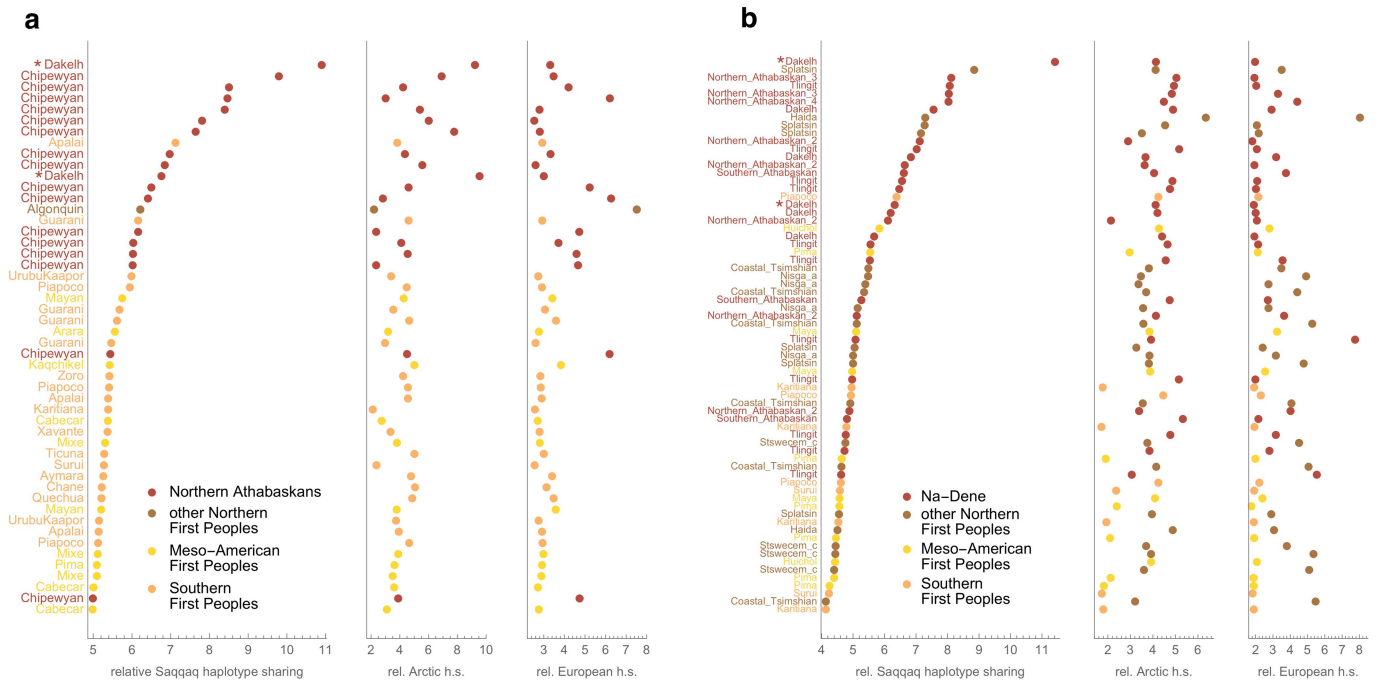 a
* Dakelh
Chipewyan
Chipewyan
Chipewyan
Chipewyan
Chipewyan
Chipewyan
Apalai
Chipewyan
Chipewyan
* Dakelh
Chipewyan
Chipewyan
Algonquin
Guarani
Chipewyan
Chipewyan
Chipewyan
Chipewyan
UrubuKaapor
Piapoco
Mayan
Guarani
Guarani
Arara
Guarani
Chipewyan
Kaqchikel
Zoro
Piapoco
Apalai
Karitiana
Cabecar
Xavante
Mixe
Ticuna
Surui
Aymara
Chane
Quechua
Mayan
UrubuKaapor
Apalai
Piapoco
Mixe
Pima
Mixe
Cabecar
Chipewyan
Cabecar
Northern Athabaskans
other Northern
First Peoples
Meso-American
First Peoples
Southern
First Peoples
5 6 7 8 9 10 11
relative Saqqaq haplotype sharing
2 4 6 8 10
rel. Arctic h.s.
3 4 5 6 7 8
rel. European h.s.
b
* Dakelh
Splatsin
Northern_Athabaskan_3
Tlingit
Northern_Athabaskan_3
Northern_Athabaskan_4
Dakelh
Haida
Splatsin
Splatsin
Northern_Athabaskan_2
Tlingit
Dakelh
Northern_Athabaskan_2
Southern_Athabaskan
Tlingit
Tlingit
Piapoco
* Dakelh
Dakelh
Northern_Athabaskan_2
Huichol
Dakelh
Tlingit
Pima
Tlingit
Coastal_Tsimshian
Nisga_a
Nisga_a
Coastal_Tsimshian
Southern_Athabaskan
Nisga_a
Northern_Athabaskan_2
Coastal_Tsimshian
Maya
Tlingit
Splatsin
Nisga_a
Splatsin
Maya
Tlingit
Karitiana
Piapoco
Coastal_Tsimshian
Northern_Athabaskan_2
Southern_Athabaskan
Karitiana
Tlingit
Stswecem_c
Tlingit
Pima
Coastal_Tsimshian
Tlingit
Piapoco
Surui
Maya
Pima
Splatsin
Karitiana
Haida
Pima
Stswecem_c
Stswecem_c
Huichol
Stswecem_c
Pima
Pima
Surui
Coastal_Tsimshian
Karitiana
Na-Dene
other Northern
First Peoples
Meso-American
First Peoples
Southern
First Peoples
4 5 6 7 8 9 10 11
rel. Saqqaq haplotype sharing
2 3 4 5 6
rel. Arctic h.s.
2 3 4 5 6 7 8
rel. European h.s.